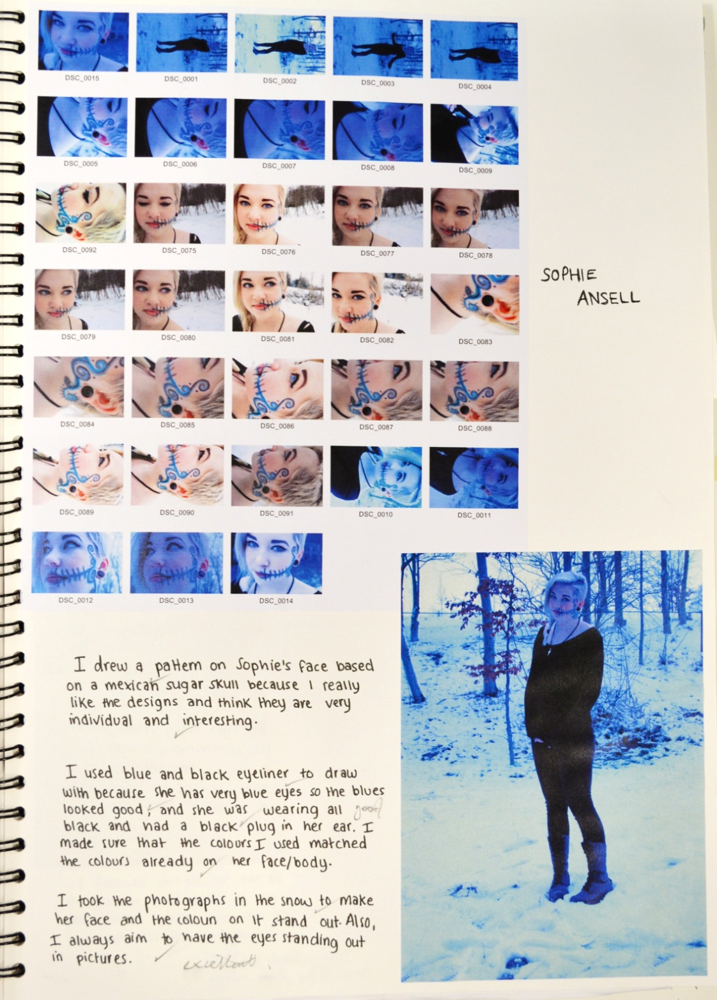 DSC_0015 DSC_0001 DSC_0002 DSC_0003 DSC_0004
DSC_0005 DSC_0006 DSC_0007 DSC_0008 DSC_0009
DSC_0092 DSC_0075 DSC_0076 DSC_0077 DSC_0078
DSC_0079 DSC_0080 DSC_0081 DSC_0082 DSC_0083
DSC_0084 DSC_0085 DSC_0086 DSC_0087 DSC_0088
DSC_0089 DSC_0090 DSC_0091 DSC_0010 DSC_0011
DSC_0012 DSC_0013 DSC_0014
SOPHIE
ANSELL
I drew a pattern on Sophie's face based
on a mexican sugar skull because I really
like the designs and think they are very
individual and interesting.
I used blue and black eyeliner to draw
with because she has very blue eyes so the blues
looked good, and she was wearing all good
black and had a black plug in her ear. I
made sure that the colours I used matched
the colours already on her face/body.
I took the photographs in the snow to make
her face and the colour on it stand out. Also,
I always aim to have the eyes standing out
in pictures.
excellent.